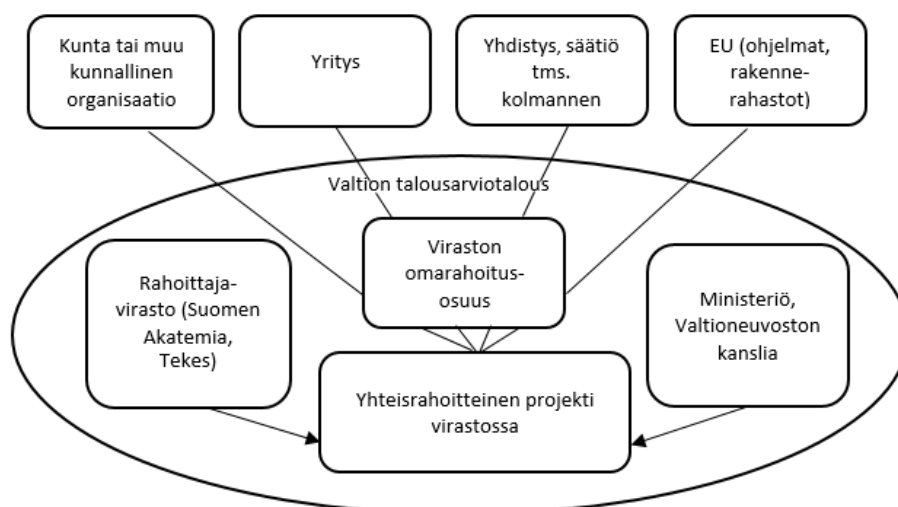 Kunta tai muu
kunnallinen
organisaatio
Yritys
Yhdistys, säätiö
tms.
kolmannen
EU (ohjelmat,
rakenne-
rahastot)
Valtion talousarviotalous
Rahoittaja-
virasto (Suomen
Akatemia,
Tekes)
Viraston
omarahoitus-
osuus
Ministeriö,
Valtioneuvoston
kanslia
Yhteisrahoitteinen projekti
virastossa